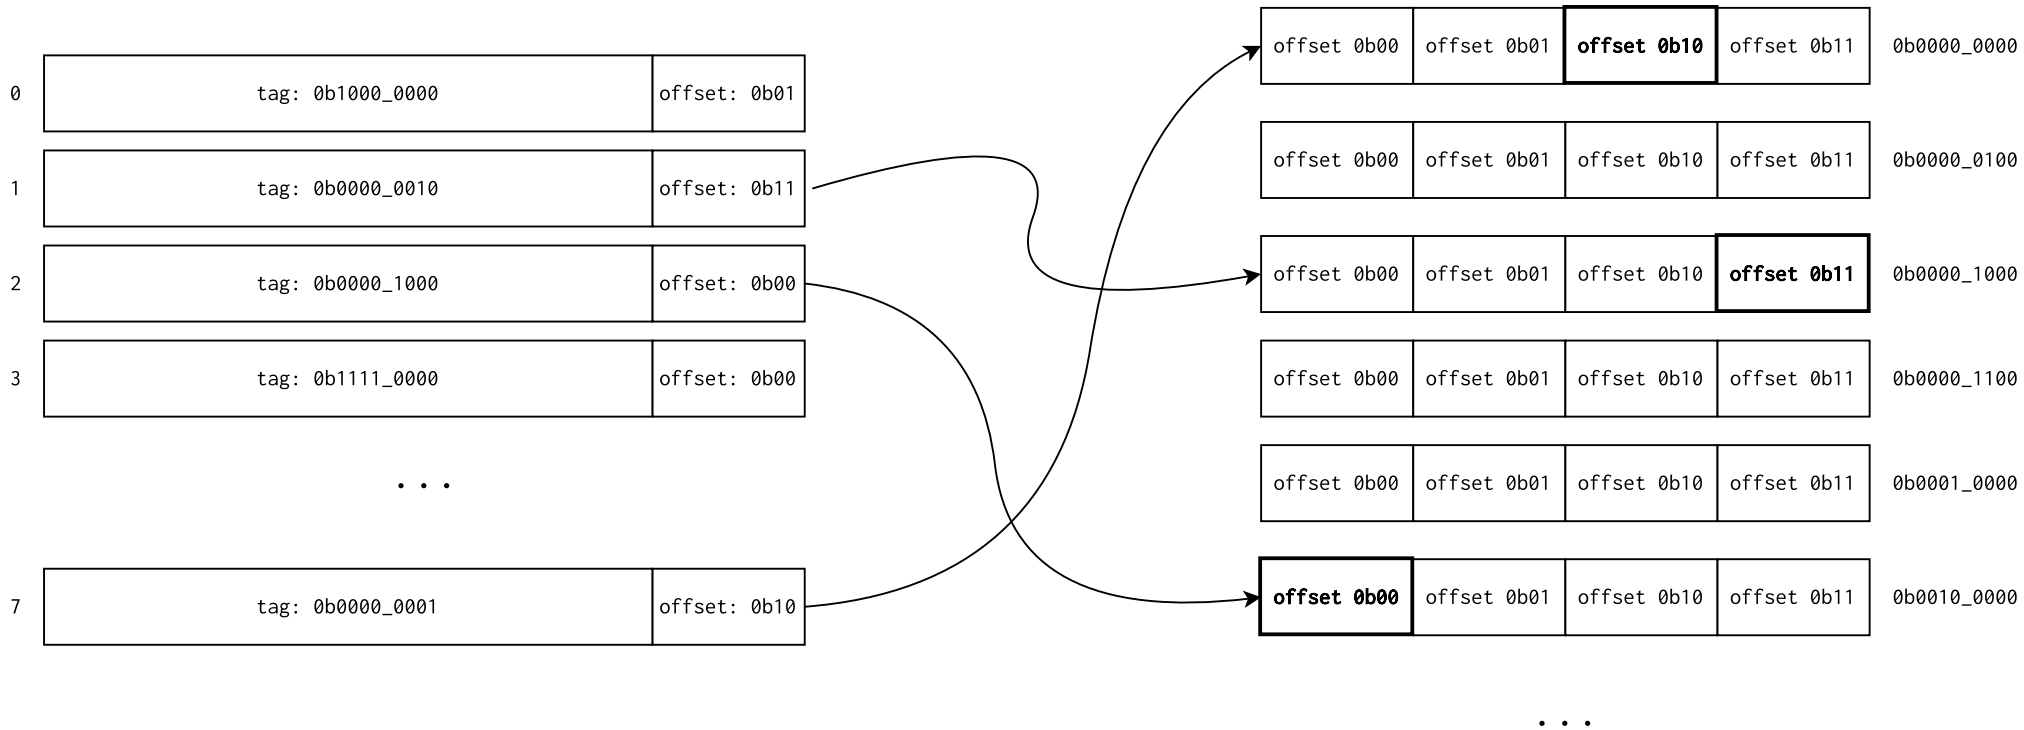 0 tag: 0b1000_0000 offset: 0b01
1 tag: 0b0000_0010 offset: 0b11
2 tag: 0b0000_1000 offset: 0b00
3 tag: 0b1111_0000 offset: 0b00
...
7 tag: 0b0000_0001 offset: 0b10
offset 0b00 offset 0b01 offset 0b10 offset 0b11 0b0000_0000
offset 0b00 offset 0b01 offset 0b10 offset 0b11 0b0000_0100
offset 0b00 offset 0b01 offset 0b10 offset 0b11 0b0000_1000
offset 0b00 offset 0b01 offset 0b10 offset 0b11 0b0000_1100
offset 0b00 offset 0b01 offset 0b10 offset 0b11 0b0001_0000
offset 0b00 offset 0b01 offset 0b10 offset 0b11 0b0010_0000
...